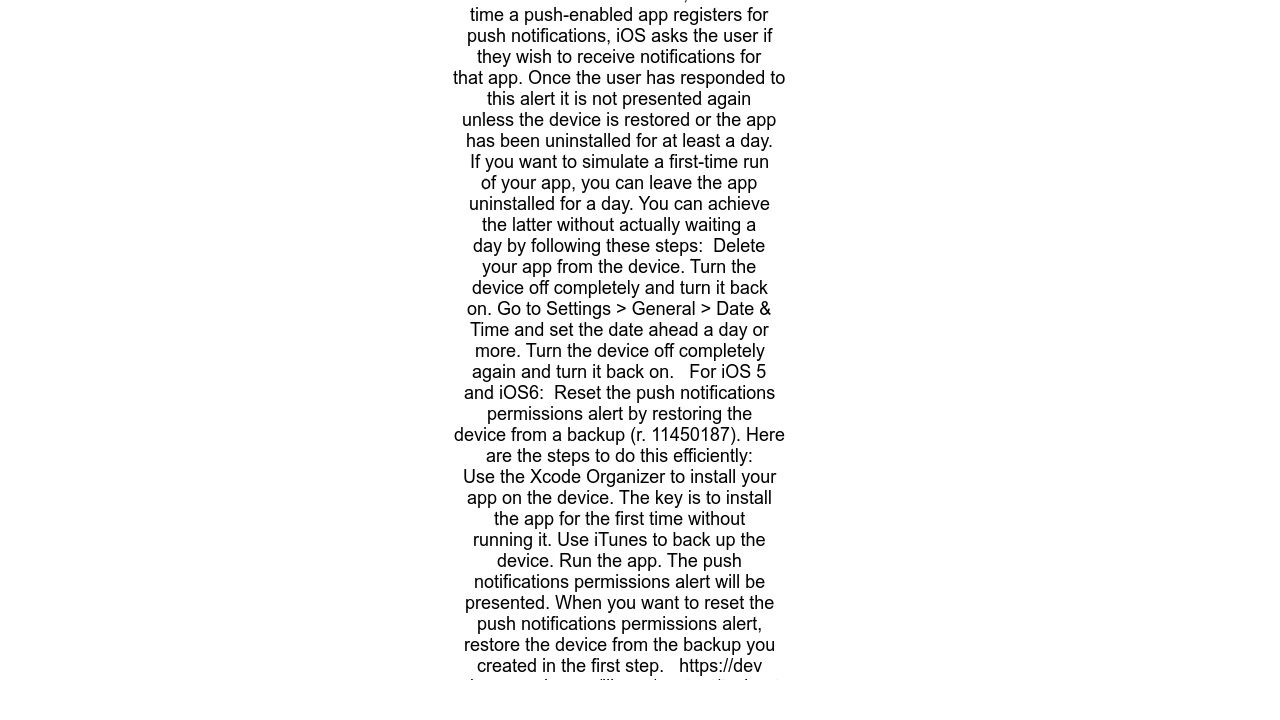 time a push-enabled app registers for
push notifications, iOS asks the user if
they wish to receive notifications for
that app. Once the user has responded to
this alert it is not presented again
unless the device is restored or the app
has been uninstalled for at least a day.
If you want to simulate a first-time run
of your app, you can leave the app
uninstalled for a day. You can achieve
the latter without actually waiting a
day by following these steps:  Delete
your app from the device. Turn the
device off completely and turn it back
on. Go to Settings > General > Date &
Time and set the date ahead a day or
more. Turn the device off completely
again and turn it back on.   For iOS 5
and iOS6:  Reset the push notifications
permissions alert by restoring the
device from a backup (r. 11450187). Here
are the steps to do this efficiently:
Use the Xcode Organizer to install your
app on the device. The key is to install
the app for the first time without
running it. Use iTunes to back up the
device. Run the app. The push
notifications permissions alert will be
presented. When you want to reset the
push notifications permissions alert,
restore the device from the backup you
created in the first step.   https://dev